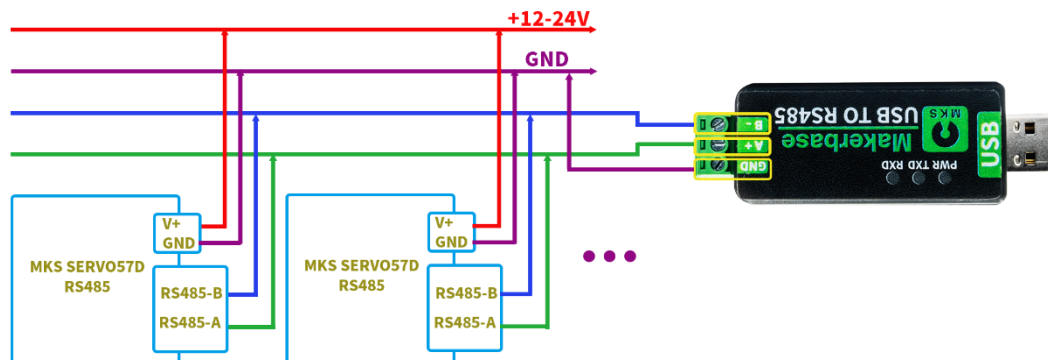 +12-24V
GND
B -
A+
GND
Makerbase
USB TO RS485
MKS
PWR TXD RXD
USB
V+
GND
MKS SERVO57D
RS485
RS485-B
RS485-A
V+
GND
MKS SERVO57D
RS485
RS485-B
RS485-A